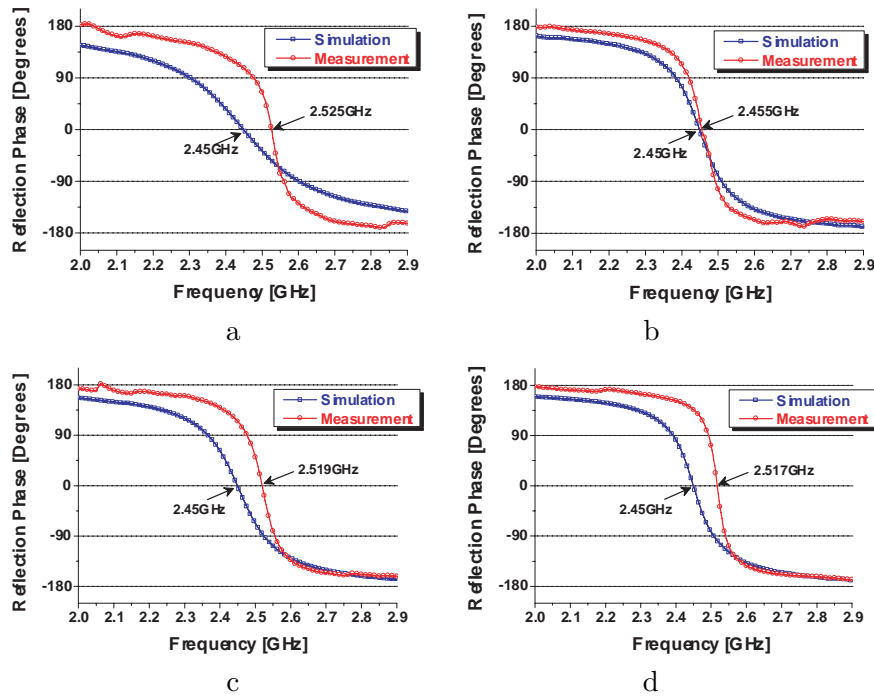 Reflection Phase [Degrees]
180
90
0
-90
-180
Simulation
Measurement
2.525GHz
2.45GHz
2.0 2.1 2.2 2.3 2.4 2.5 2.6 2.7 2.8 2.9
Frequency [GHz]
a
Reflection Phase [Degrees]
180
90
0
-90
-180
Simulation
Measurement
2.455GHz
2.45GHz
2.0 2.1 2.2 2.3 2.4 2.5 2.6 2.7 2.8 2.9
Frequency [GHz]
b
Reflection Phase [Degrees]
180
90
0
-90
-180
Simulation
Measurement
2.519GHz
2.45GHz
2.0 2.1 2.2 2.3 2.4 2.5 2.6 2.7 2.8 2.9
Frequency [GHz]
c
Reflection Phase [Degrees]
180
90
0
-90
-180
Simulation
Measurement
2.517GHz
2.45GHz
2.0 2.1 2.2 2.3 2.4 2.5 2.6 2.7 2.8 2.9
Frequency [GHz]
d